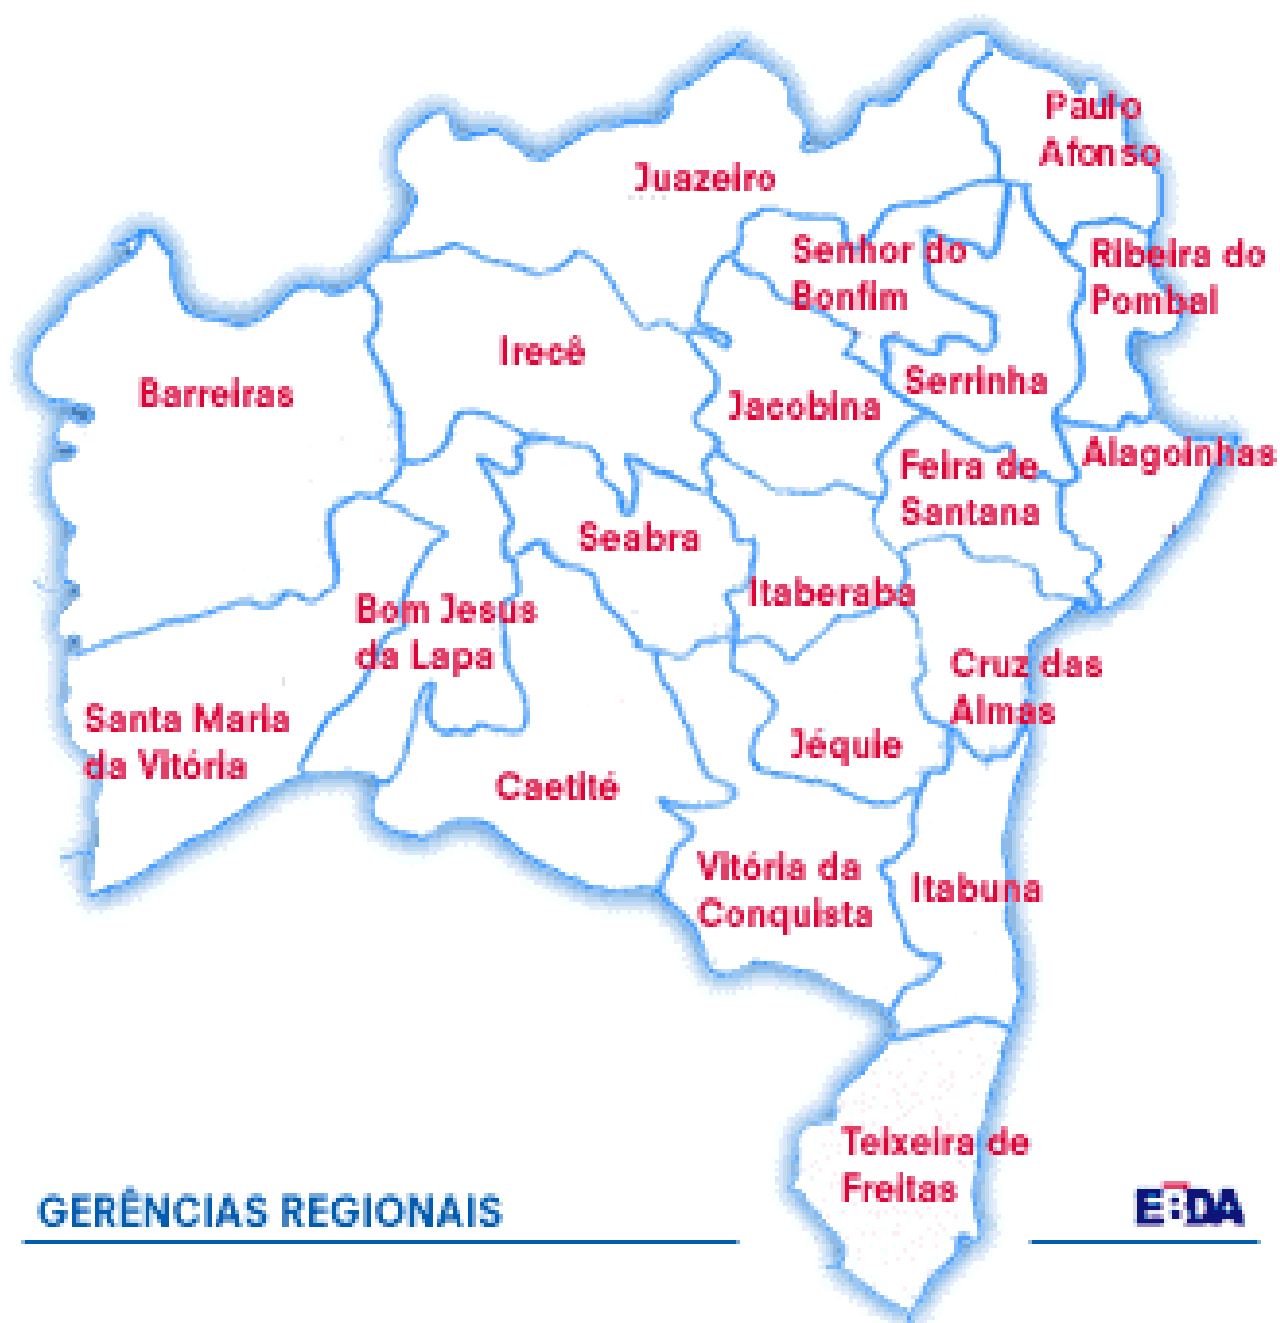 Paulo
Afonso
Juazeiro
Senhor do
Bonfim
Ribeira do
Pombal
Irecê
Barreiras
Serrinha
Jacobina
Alagoinhas
Feira de
Santana
Seabra
Itaberaba
Bom Jesus
da Lapa
Cruz das
Almas
Santa Maria
da Vitória
Jéquie
Caetité
Vitória da
Conquista
Itabuna
Teixeira de
Freitas
GERÊNCIAS REGIONAIS
EBDA